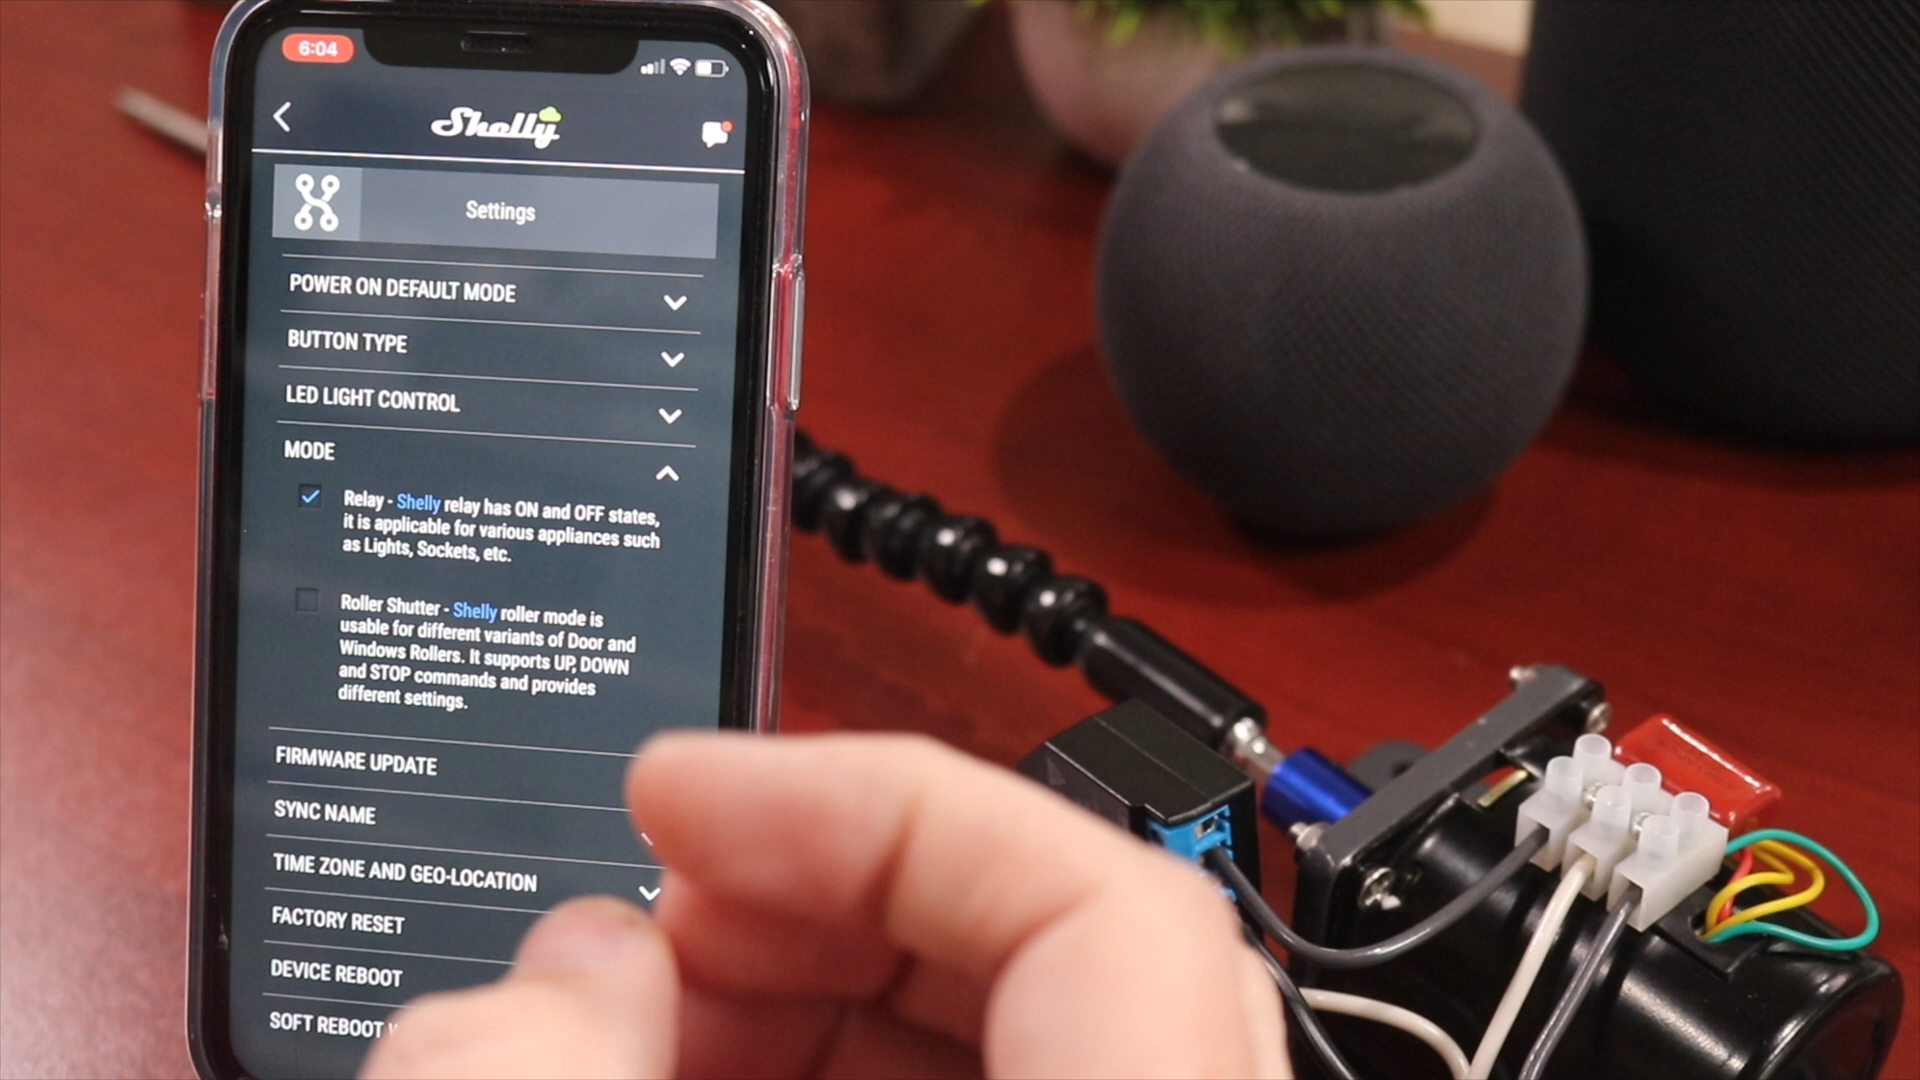 6:04
Shelly
Settings
POWER ON DEFAULT MODE
BUTTON TYPE
LED LIGHT CONTROL
MODE
Relay - Shelly relay has ON and OFF states,
it is applicable for various appliances such
as Lights, Sockets, etc.
Roller Shutter - Shelly roller mode is
usable for different variants of Door and
Windows Rollers. It supports UP, DOWN
and STOP commands and provides
different settings.
FIRMWARE UPDATE
SYNC NAME
TIME ZONE AND GEO-LOCATION
FACTORY RESET
DEVICE REBOOT
SOFT REBOOT